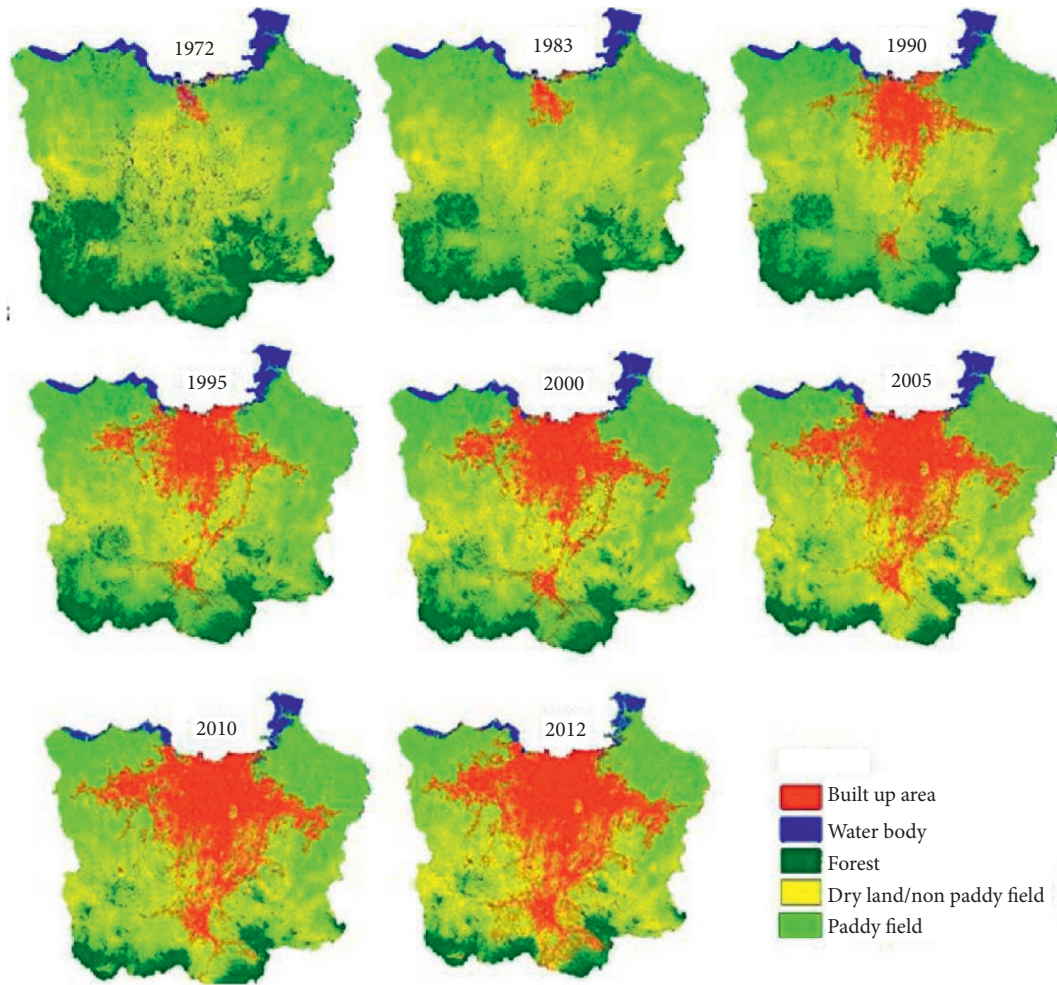 1972
1983
1990
1995
2000
2005
2010
2012
Built up area
Water body
Forest
Dry land/non paddy field
Paddy field